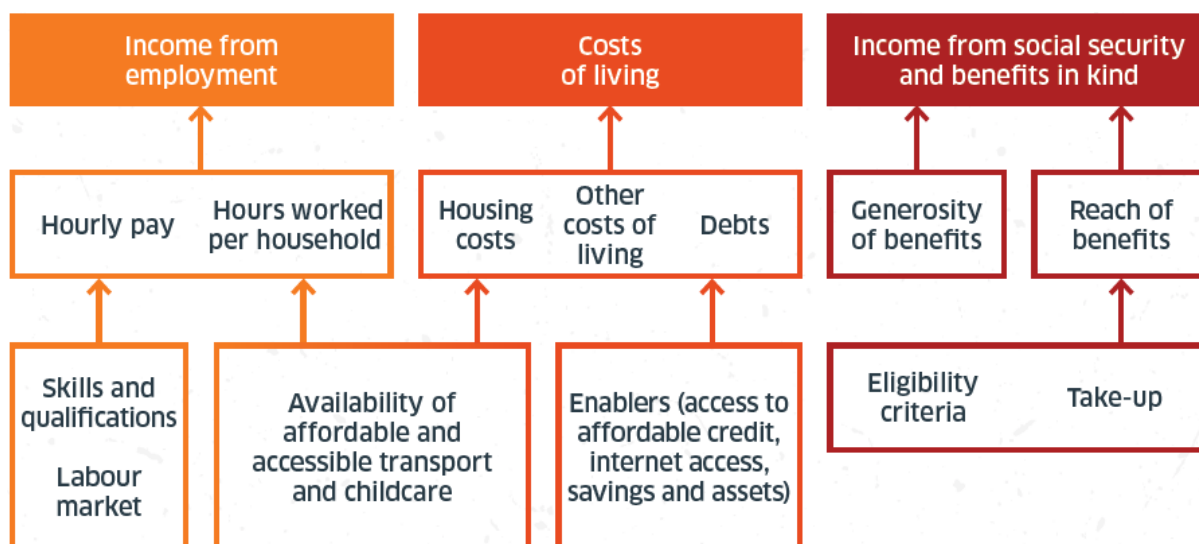 Income from
employment
Costs
of living
Income from social security
and benefits in kind
Hourly pay
Hours worked
per household
Housing
costs
Other
costs of
living
Debts
Generosity
of benefits
Reach of
benefits
Skills and
qualifications
Labour
market
Availability of
affordable and
accessible transport
and childcare
Enablers (access to
affordable credit,
internet access,
savings and assets)
Eligibility
criteria
Take-up